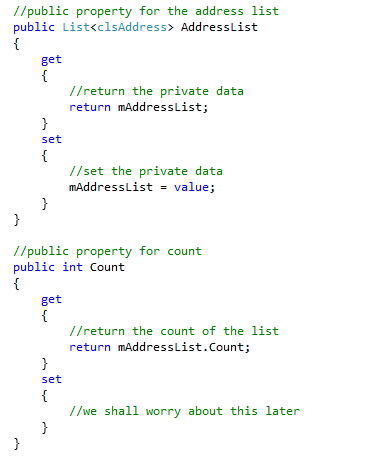 //public property for the address list
public List<clsAddress> AddressList
{
    get
    {
        //return the private data
        return mAddressList;
    }
    set
    {
        //set the private data
        mAddressList = value;
    }
}

//public property for count
public int Count
{
    get
    {
        //return the count of the list
        return mAddressList.Count;
    }
    set
    {
        //we shall worry about this later
    }
}